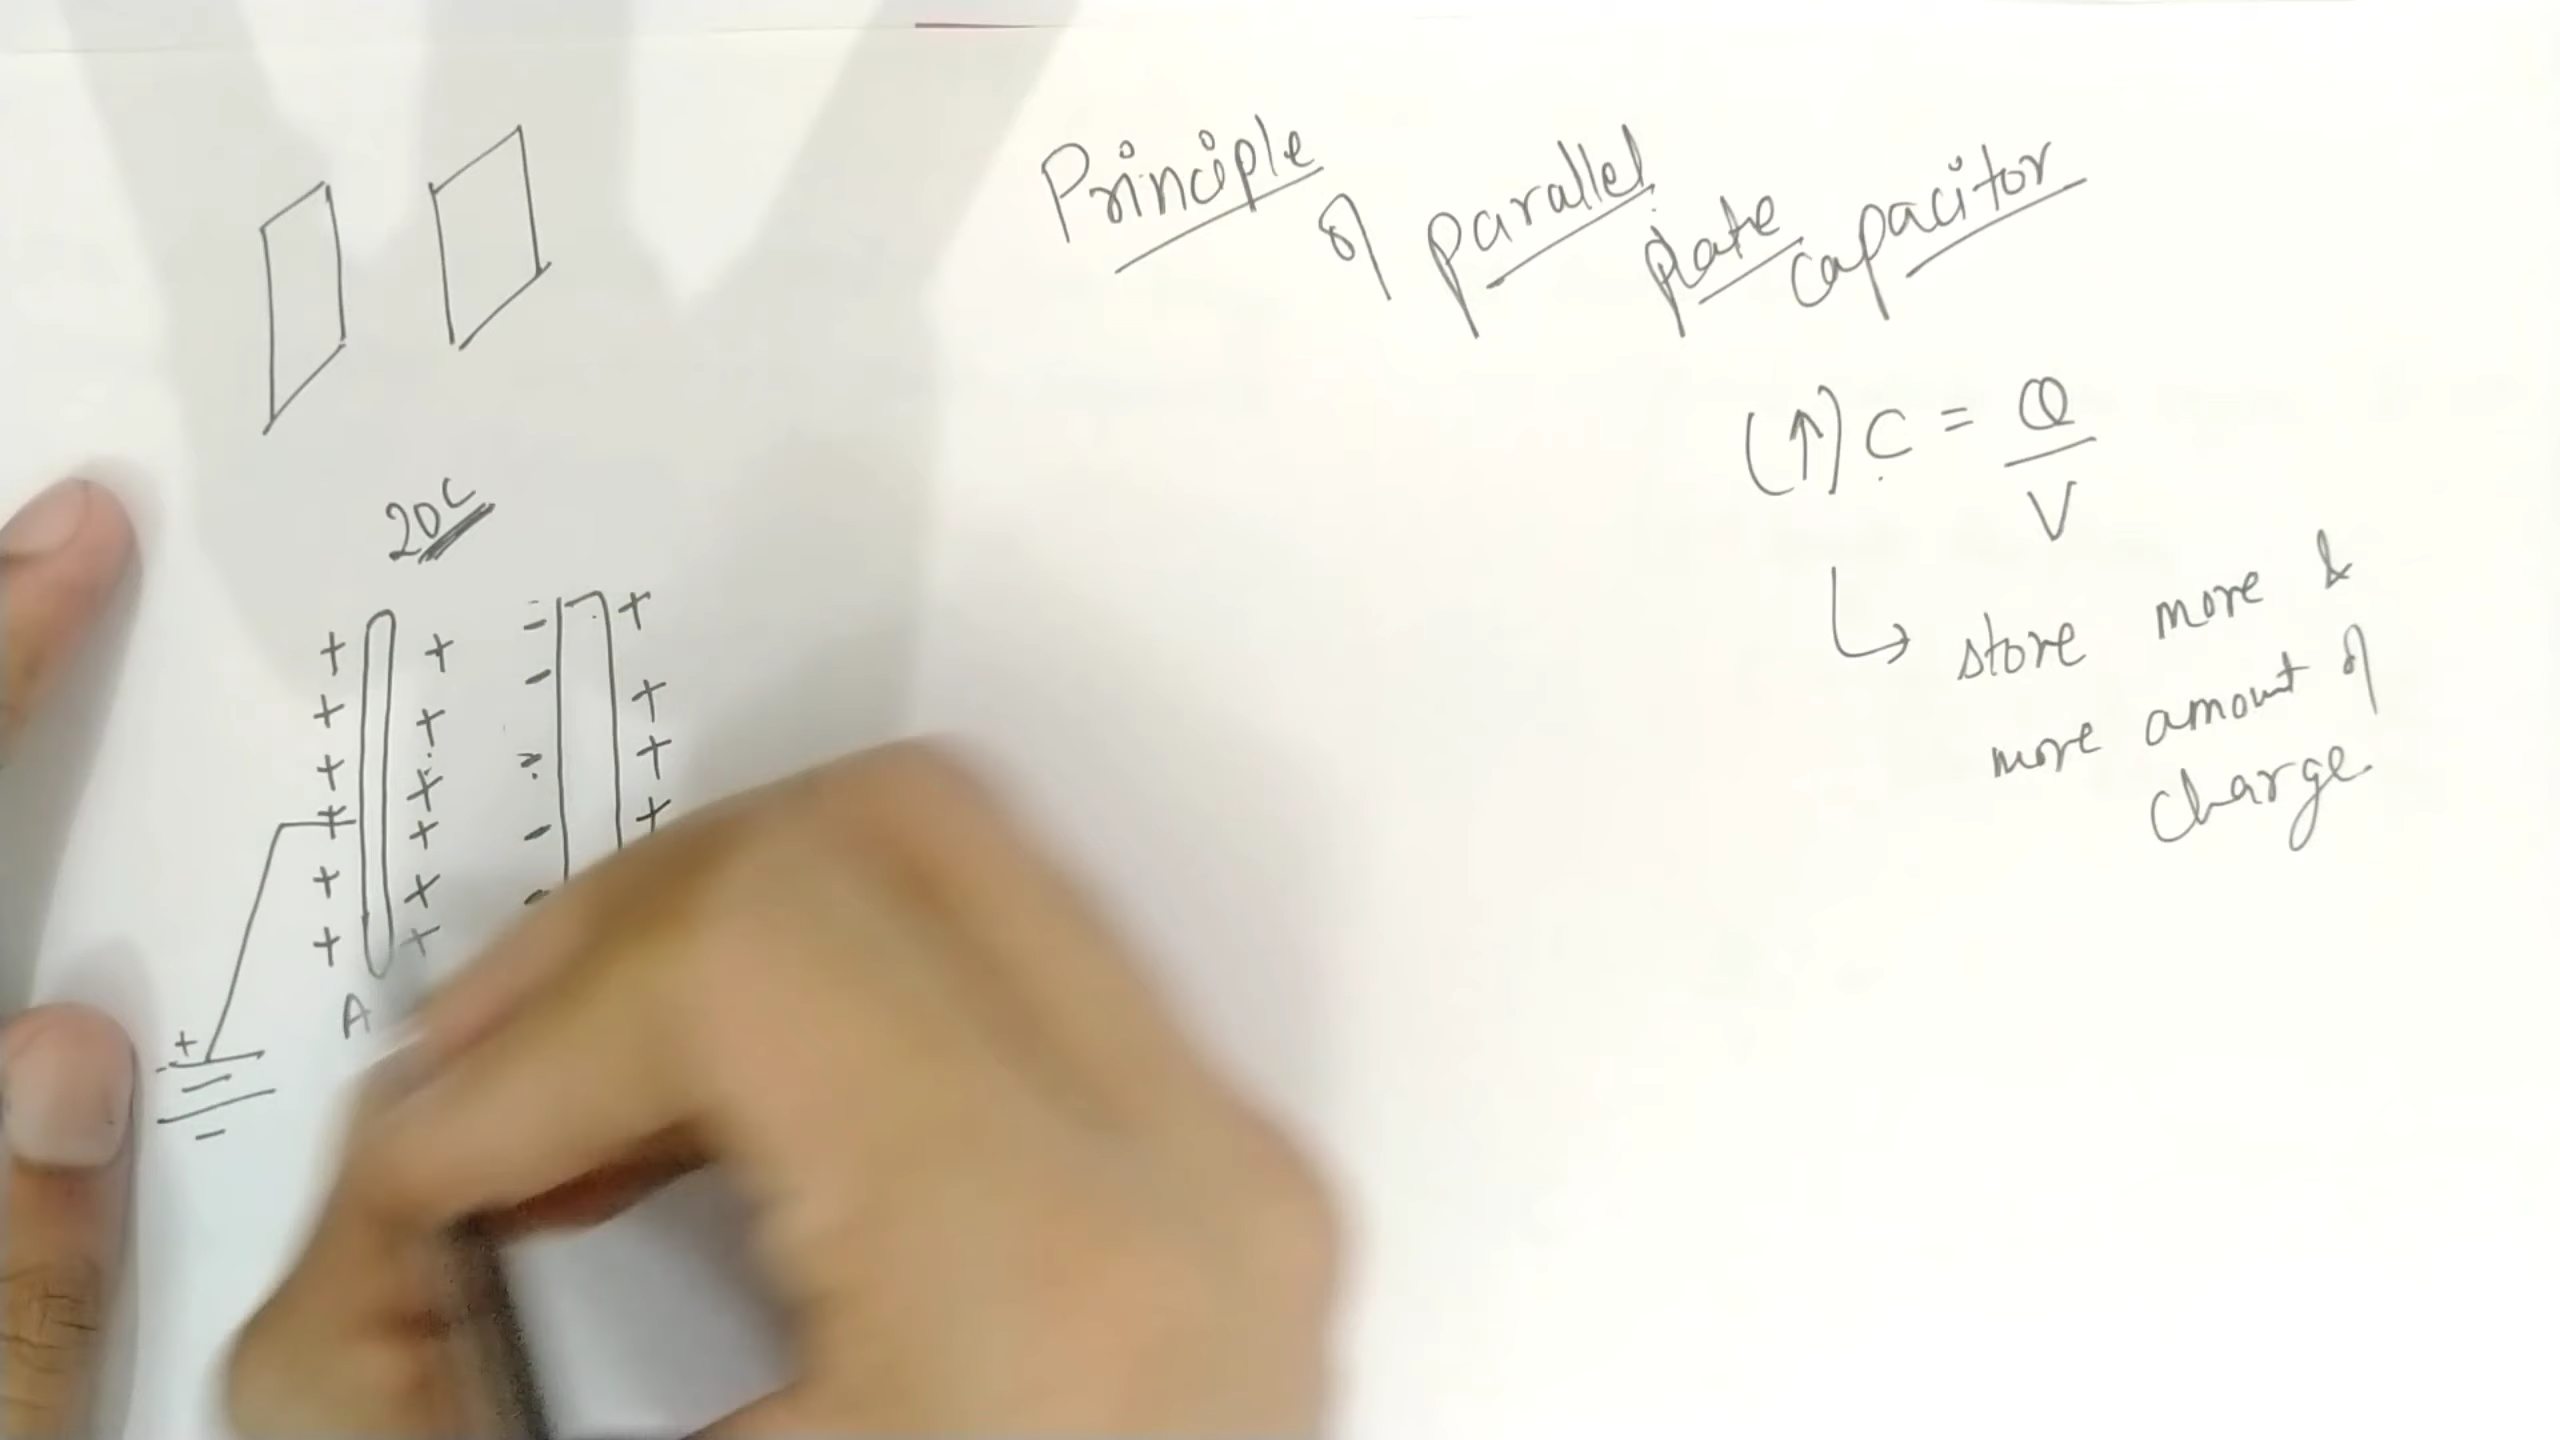 Principle of parallel plate capacitor
(↑) C = Q
V
↳ store more &
more amount of
charge
20C
+ + - +
+ + - +
+ + - +
+ + - +
+ + -
+ +
A
+
-